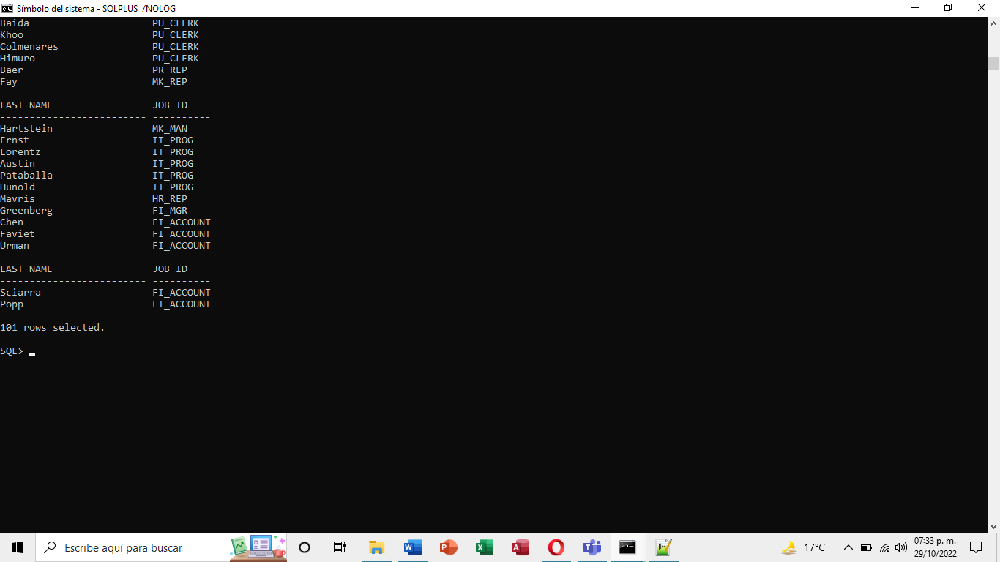 Símbolo del sistema - SQLPLUS /NOLOG
Baida PU_CLERK
Khoo PU_CLERK
Colmenares PU_CLERK
Himuro PU_CLERK
Baer PR_REP
Fay MK_REP
LAST_NAME JOB_ID
------------------------- ----------
Hartstein MK_MAN
Ernst IT_PROG
Lorentz IT_PROG
Austin IT_PROG
Pataballa IT_PROG
Hunold IT_PROG
Mavris HR_REP
Greenberg FI_MGR
Chen FI_ACCOUNT
Faviet FI_ACCOUNT
Urman FI_ACCOUNT
LAST_NAME JOB_ID
------------------------- ----------
Sciarra FI_ACCOUNT
Popp FI_ACCOUNT
101 rows selected.
SQL>
Escribe aquí para buscar
17°C
07:33 p. m.
29/10/2022